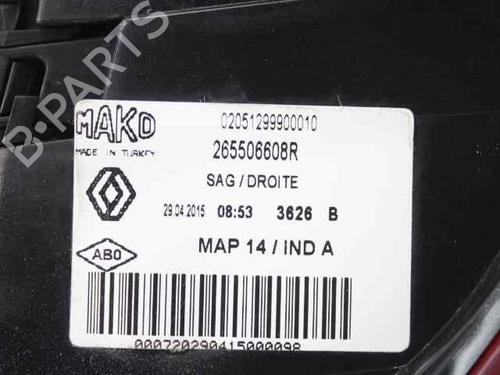 MAKO
MADE IN TURKEY
02051299900010
265506608R
SAG / DROITE
29.04.2015 08:53 3626 B
ABO
MAP 14 / IND A
000720290415000098
B-PARTS